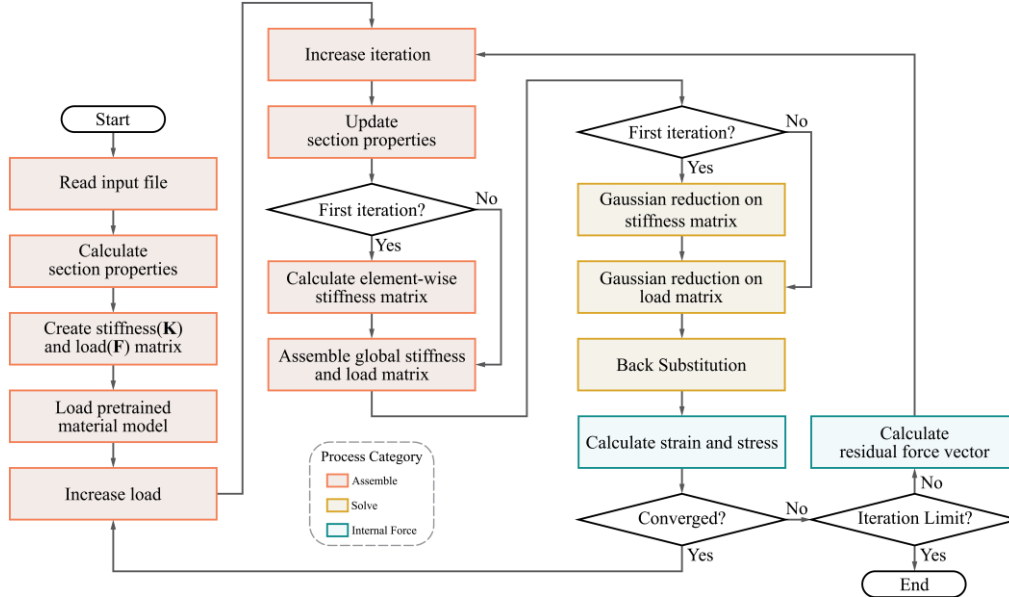 Start
Read input file
Calculate
section properties
Create stiffness(K)
and load(F) matrix
Load pretrained
material model
Increase load
Increase iteration
Update
section properties
First iteration?
No
Yes
Calculate element-wise
stiffness matrix
Assemble global stiffness
and load matrix
Process Category
Assemble
Solve
Internal Force
First iteration?
No
Yes
Gaussian reduction on
stiffness matrix
Gaussian reduction on
load matrix
Back Substitution
Calculate strain and stress
Converged?
No
Yes
Calculate
residual force vector
No
Iteration Limit?
Yes
End